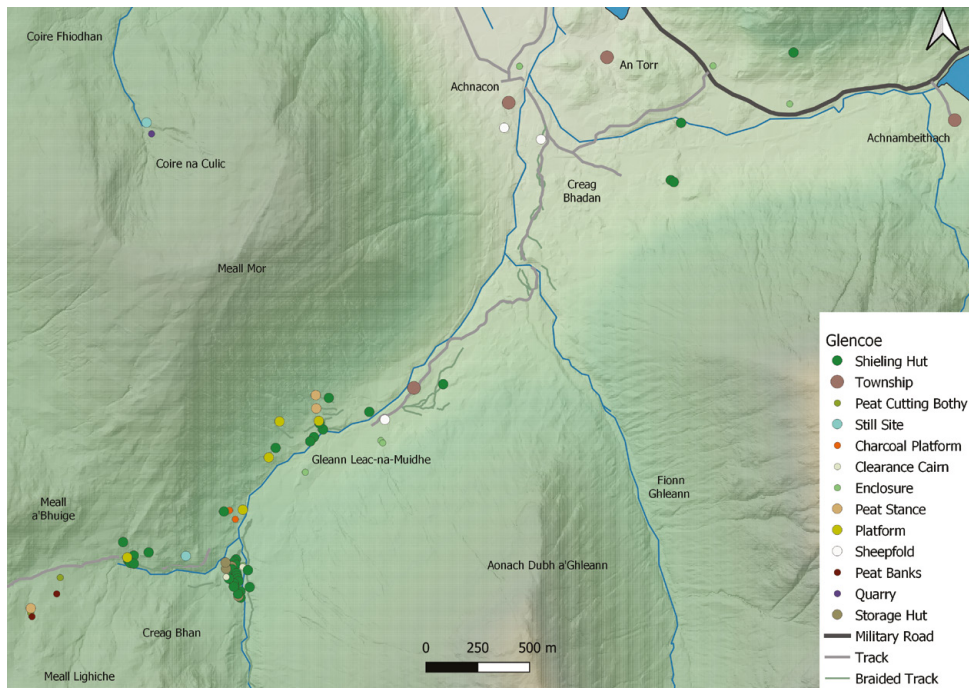 Coire Fhiodhan
An Torr
Achnacon
Achnambeithach
Coire na Culic
Creag
Bhadan
Meall Mor
Gleann Leac-na-Muidhe
Fionn
Ghleann
Meall
a'Bhuige
Aonach Dubh a'Ghleann
Creag Bhan
Meall Lighiche
0 250 500 m
Glencoe
Shieling Hut
Township
Peat Cutting Bothy
Still Site
Charcoal Platform
Clearance Cairn
Enclosure
Peat Stance
Platform
Sheepfold
Peat Banks
Quarry
Storage Hut
Military Road
Track
Braided Track